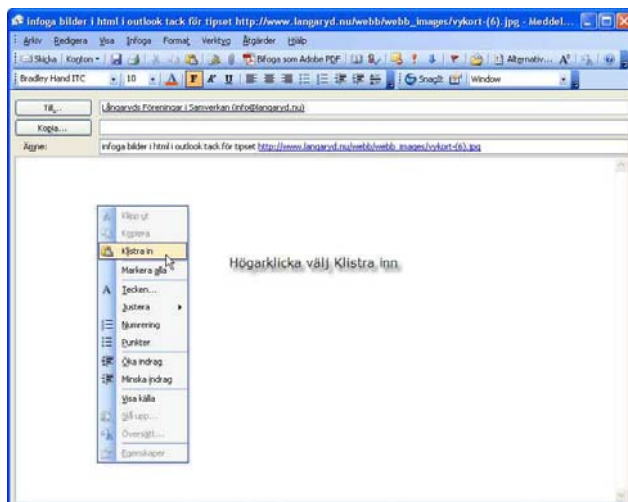 infoga bilder i html i outlook tack för tipset http://www.langaryd.nu/webb/webb_images/vykort-(6).jpg - Meddel...
Arkiv Redigera Visa Infoga Format Verktyg Åtgärder Hjälp
Skicka Konton Bifoga som Adobe PDF Alternativ...
Bradley Hand ITC 10 A F K U SnagIt Window
Till... Långaryds Föreningar i Samverkan (info@langaryd.nu)
Kopia...
Ämne: infoga bilder i html i outlook tack för tipset http://www.langaryd.nu/webb/webb_images/vykort-(6).jpg
Klipp ut
Kopiera
Klistra in
Högarklicka välj Klistra inn
Markera alla
Tecken...
Justera
Numrering
Punkter
Öka indrag
Minska indrag
Visa källa
Slå upp...
Översätt...
Egenskaper